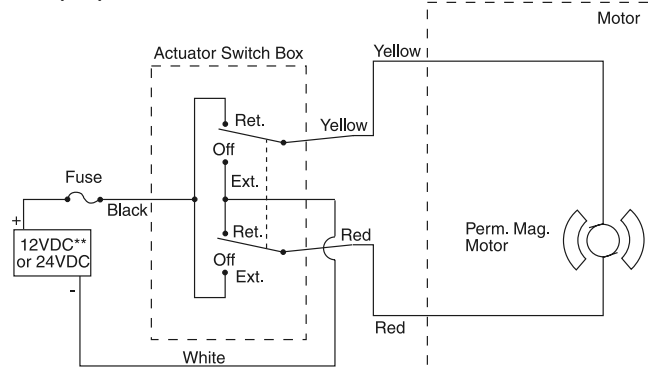 Motor
Yellow
Actuator Switch Box
Ret.
Yellow
Off
Fuse
Ext.
Black
+
12VDC**
or 24VDC
-
Ret.
Red
Off
Ext.
Perm. Mag.
Motor
Red
White